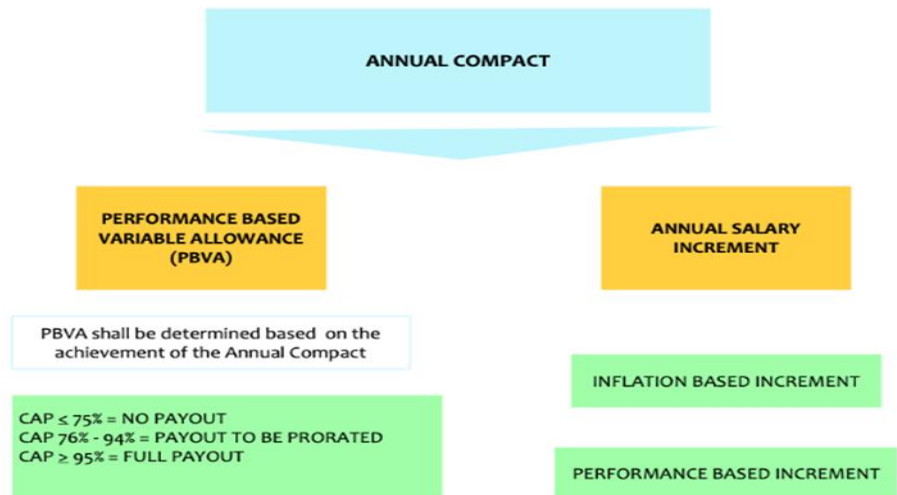 ANNUAL COMPACT
PERFORMANCE BASED
VARIABLE ALLOWANCE
(PBVA)
ANNUAL SALARY
INCREMENT
PBVA shall be determined based on the
achievement of the Annual Compact
CAP ≤ 75% = NO PAYOUT
CAP 76% - 94% = PAYOUT TO BE PRORATED
CAP ≥ 95% = FULL PAYOUT
INFLATION BASED INCREMENT
PERFORMANCE BASED INCREMENT